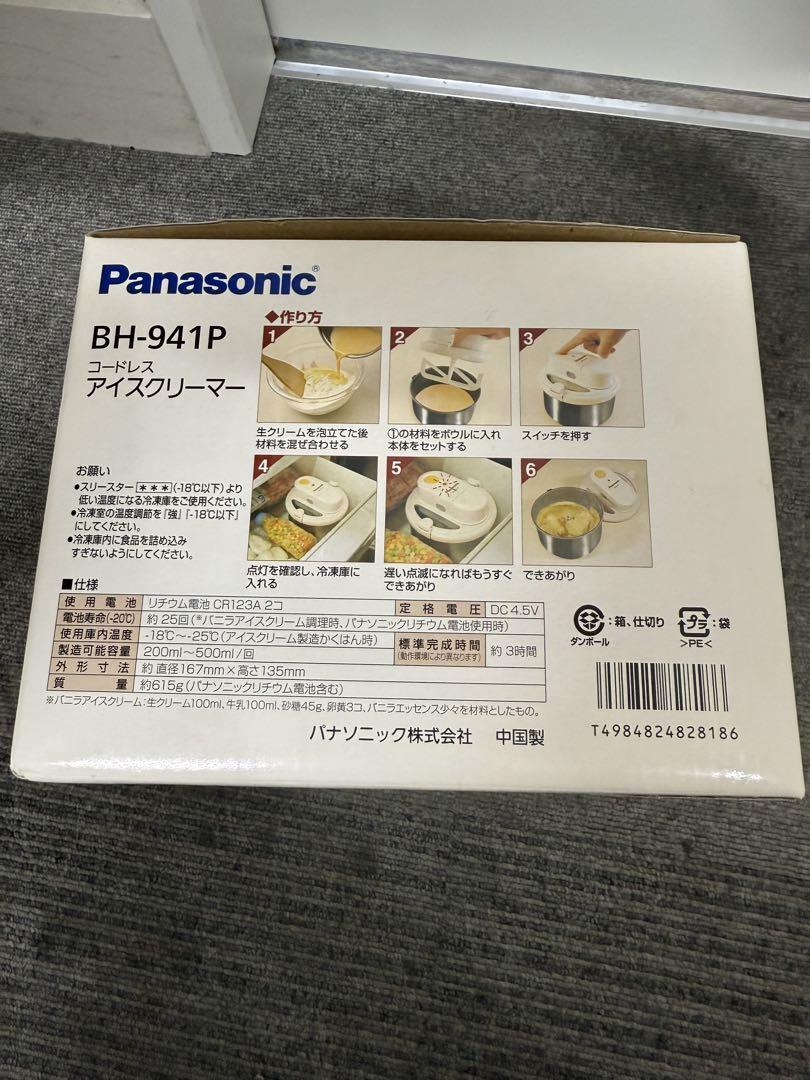 Panasonic®
BH-941P
コードレス
アイスクリーマー
◆作り方
1
生クリームを泡立てた後
材料を混ぜ合わせる
2
①の材料をボウルに入れ
本体をセットする
3
スイッチを押す
4
点灯を確認し、冷凍庫に
入れる
5
遅い点滅になればもうすぐ
できあがり
6
できあがり
お願い
●スリースター[＊＊＊](-18℃以下)より
低い温度になる冷凍庫をご使用ください。
●冷凍室の温度調節を「強」「-18℃以下」
にしてください。
●冷凍庫内に食品を詰め込み
すぎないようにしてください。
■仕様
使用電池 リチウム電池 CR123A 2コ 定格電圧 DC4.5V
電池寿命(-20℃) 約25回(※バニラアイスクリーム調理時、パナソニックリチウム電池使用時)
使用庫内温度 -18℃~-25℃(アイスクリーム製造かくはん時) 標準完成時間 (動作環境により異なります) 約3時間
製造可能容量 200ml~500ml/回
外形寸法 約 直径167mm×高さ135mm
質量 約615g(パナソニックリチウム電池含む)
※バニラアイスクリーム:生クリーム100ml、牛乳100ml、砂糖45g、卵黄3コ、バニラエッセンス少々を材料としたもの。
パナソニック株式会社 中国製
ダンボール :箱、仕切り
プラ :袋
>PE<
T4984824828186